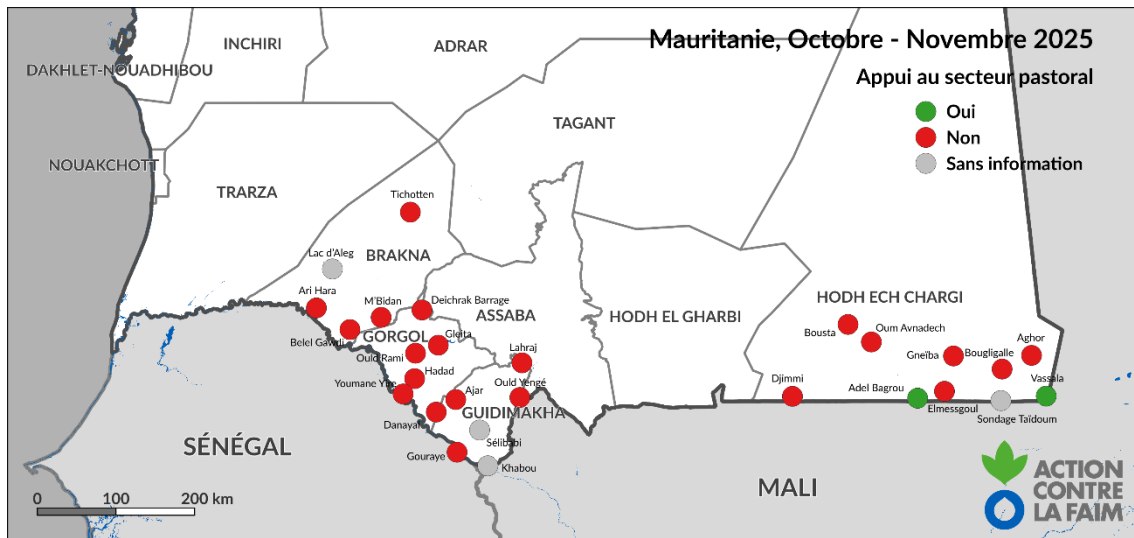 Mauritanie, Octobre - Novembre 2025
Appui au secteur pastoral
Oui
Non
Sans information
INCHIRI
ADRAR
DAKHLET-NOUADHIBOU
TAGANT
NOUAKCHOTT
TRARZA
Tichotten
Lac d'Aleg
BRAKNA
Ari Hara
M'Bidan
Deichrak Barrage
ASSABA
HODH EL GHARBI
HODH ECH CHARGI
Belel Gawdi
GORGOL
Gleita
Bousta
Oum Avnadech
Ould Rami
Lahraj
Gneïba
Bougligalle
Aghor
Hadad
Youmane Yire
Ajar
Ould Yengé
Djimmi
Adel Bagrou
Vassala
Elmessgoul
Sondage Taïdoum
GUIDIMAKHA
Danayal
Sélibabi
Gouraye
Khabou
SÉNÉGAL
MALI
0 100 200 km
ACTION
CONTRE
LA FAIM